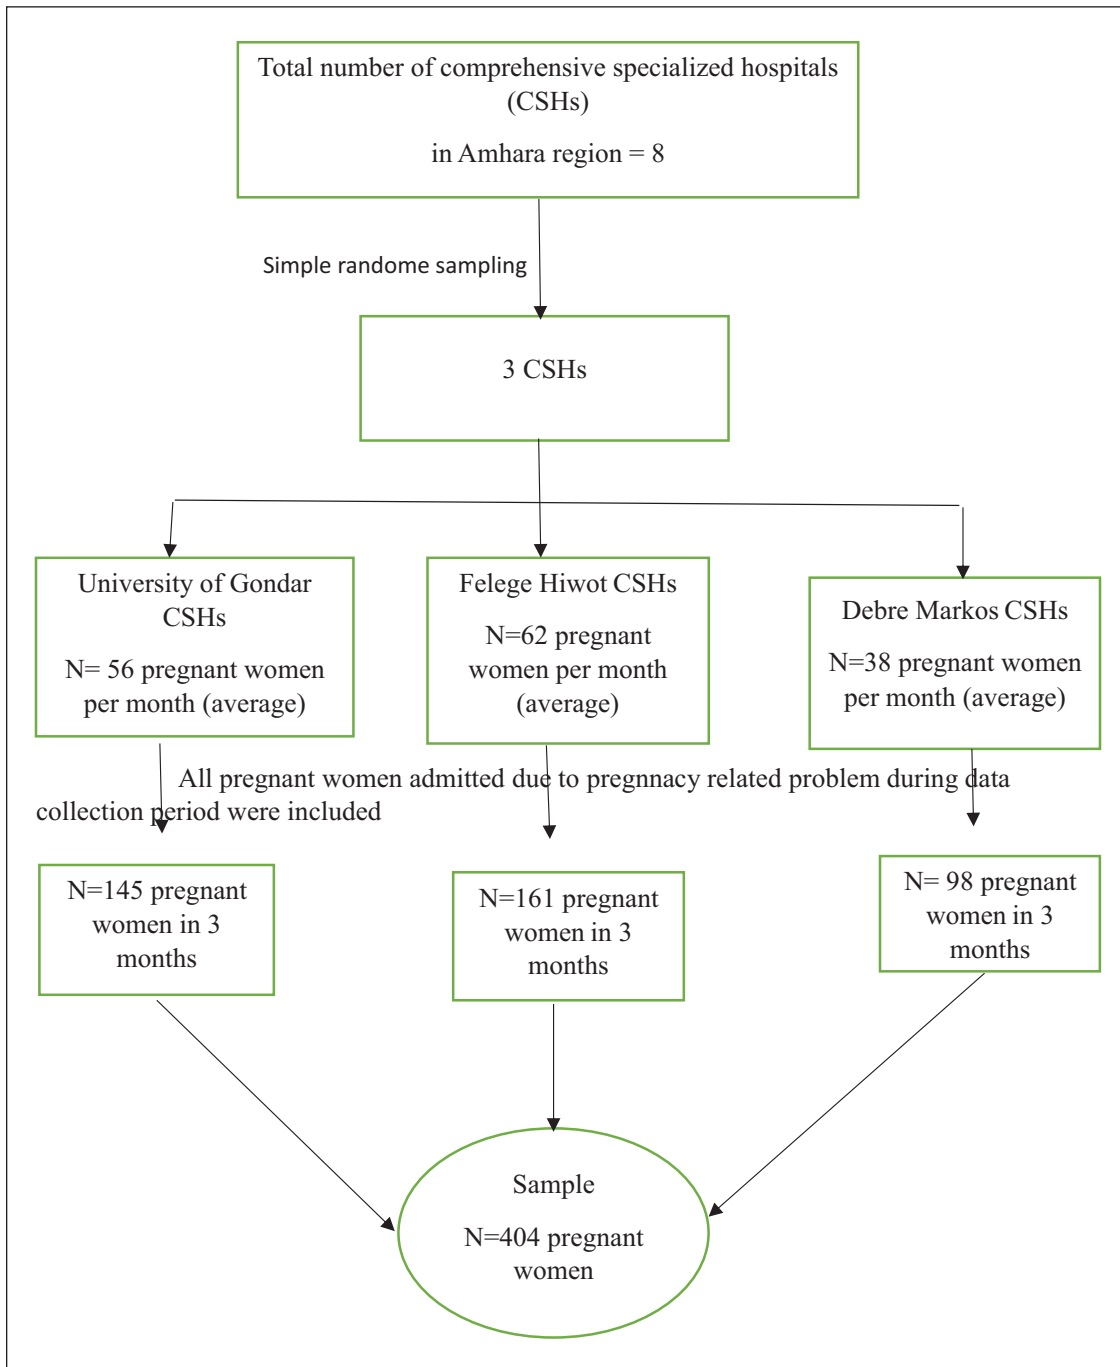 Total number of comprehensive specialized hospitals
(CSHs)
in Amhara region = 8
Simple randome sampling
3 CSHs
University of Gondar
CSHs
N= 56 pregnant women
per month (average)
Felege Hiwot CSHs
N=62 pregnant
women per month
(average)
Debre Markos CSHs
N=38 pregnant women
per month (average)
All pregnant women admitted due to pregnnacy related problem during data
collection period were included
N=145 pregnant
women in 3
months
N=161 pregnant
women in 3
months
N= 98 pregnant
women in 3
months
Sample
N=404 pregnant
women